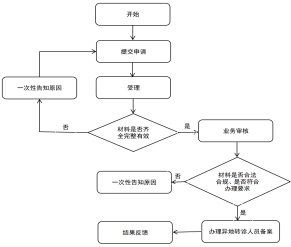 开始
提交申请
一次性告知原因
受理
材料是否齐
全完整有效
否
是
业务审核
材料是否合法
合规、是否符合
办理要求
否
一次性告知原因
是
办理异地转诊人员备案
结果反馈